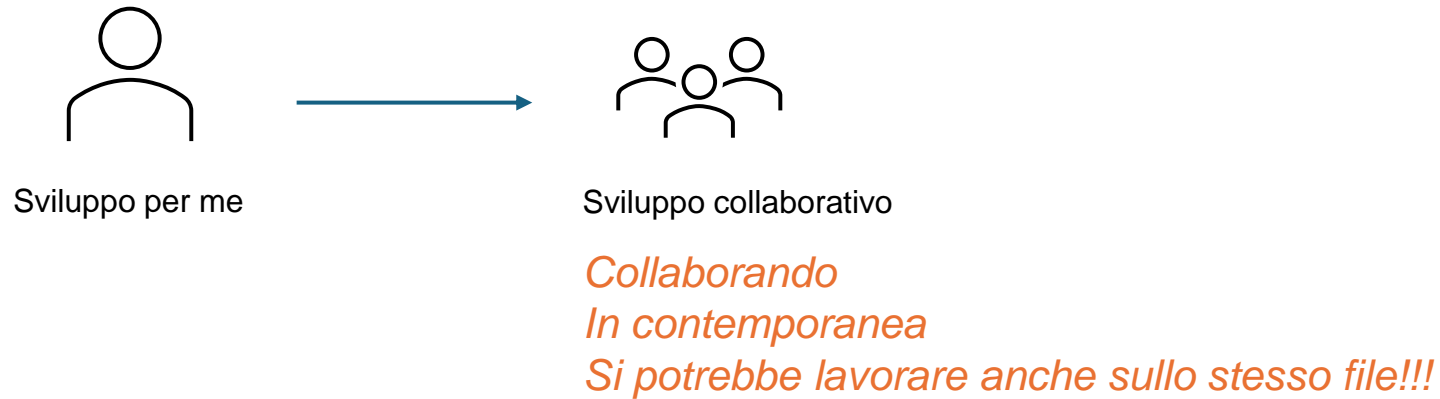 Sviluppo per me
Sviluppo collaborativo
Collaborando
In contemporanea
Si potrebbe lavorare anche sullo stesso file!!!